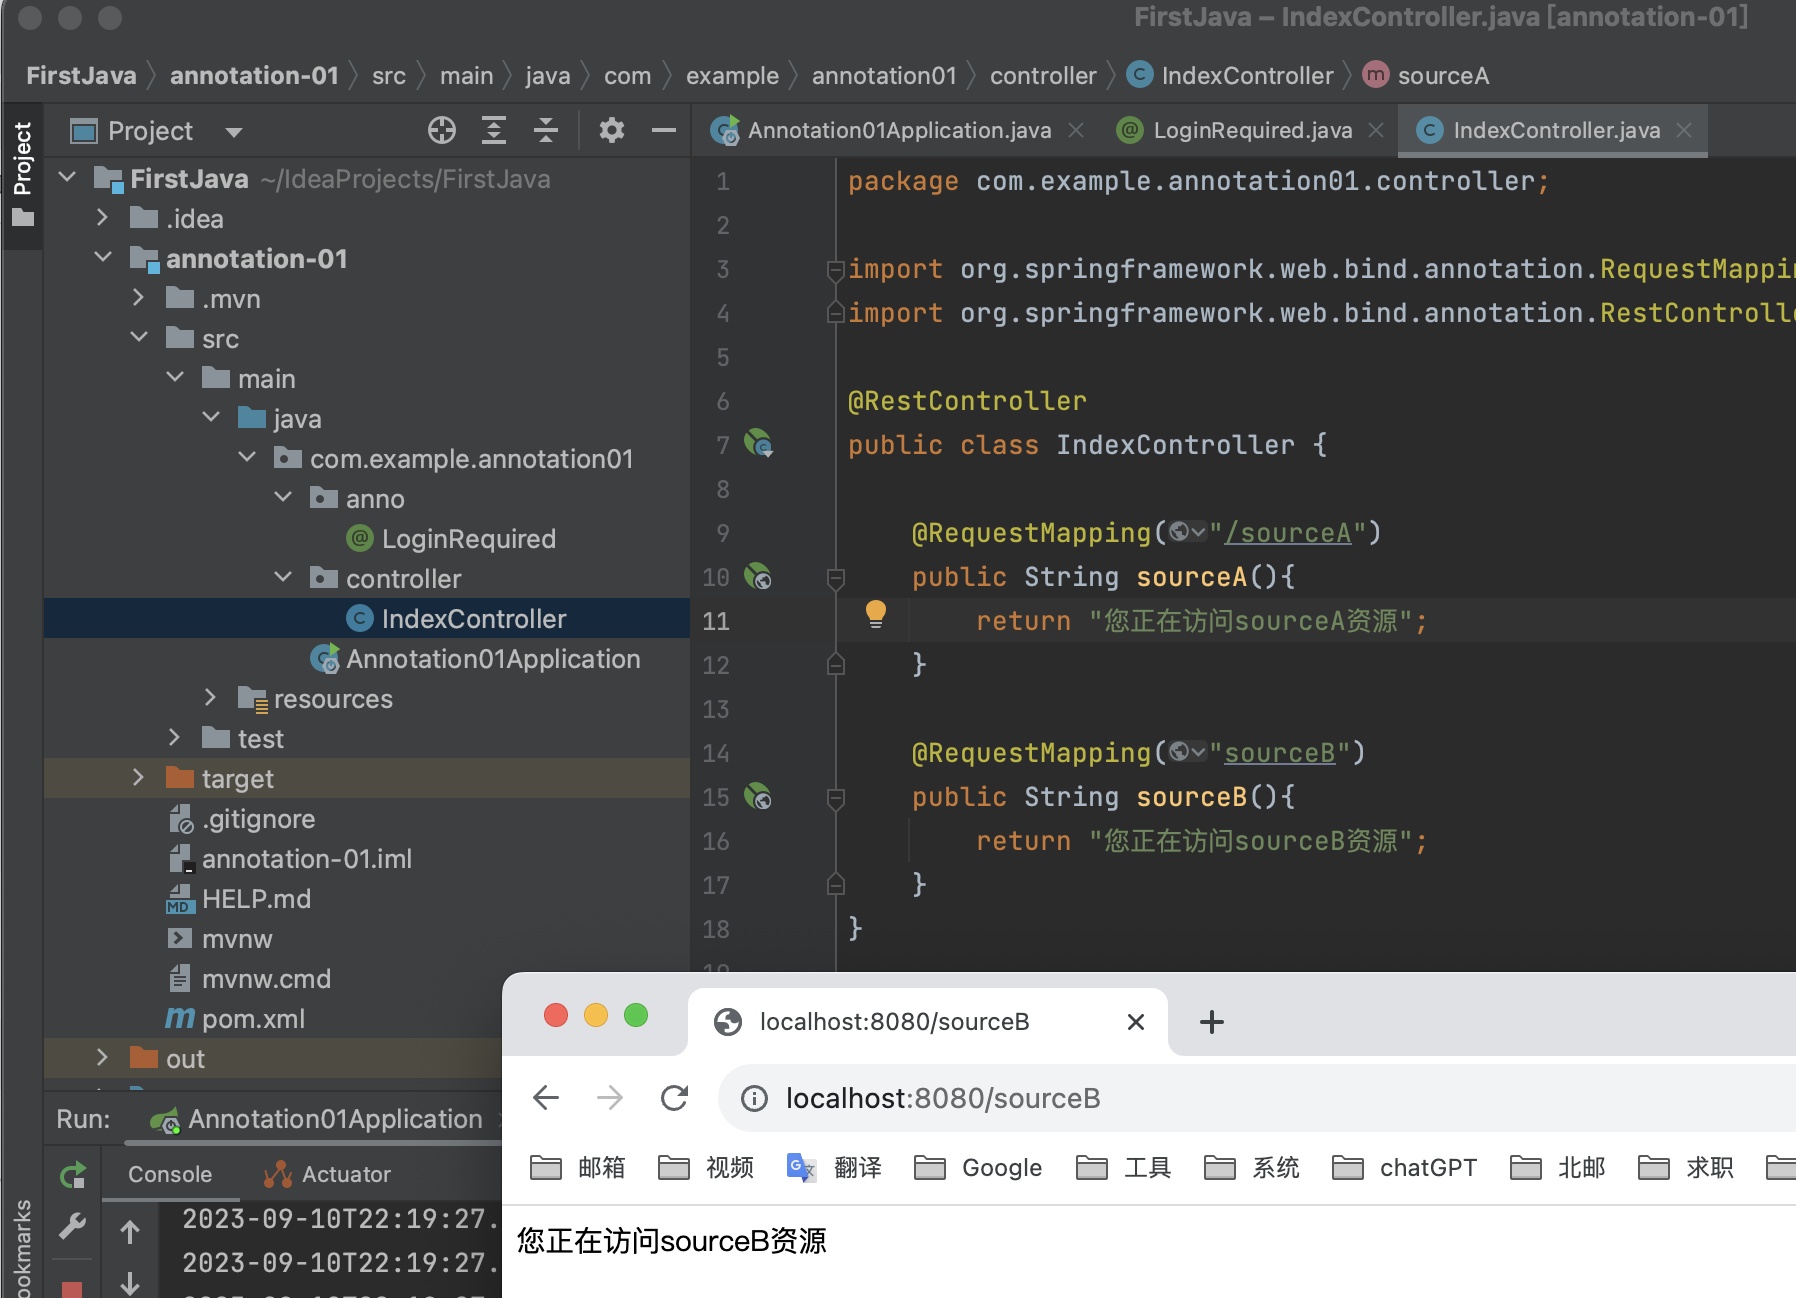 FirstJava – IndexController.java [annotation-01]
FirstJava annotation-01 src main java com example annotation01 controller IndexController sourceA
Project
Project
Annotation01Application.java LoginRequired.java IndexController.java
FirstJava ~/IdeaProjects/FirstJava
.idea
annotation-01
.mvn
src
main
java
com.example.annotation01
anno
LoginRequired
controller
IndexController
Annotation01Application
resources
test
target
.gitignore
annotation-01.iml
HELP.md
mvnw
mvnw.cmd
pom.xml
out
1 package com.example.annotation01.controller;
2
3 import org.springframework.web.bind.annotation.RequestMappin
4 import org.springframework.web.bind.annotation.RestControlle
5
6 @RestController
7 public class IndexController {
8
9 @RequestMapping("/sourceA")
10 public String sourceA(){
11 return "您正在访问sourceA资源";
12 }
13
14 @RequestMapping("sourceB")
15 public String sourceB(){
16 return "您正在访问sourceB资源";
17 }
18 }
Run: Annotation01Application
Console Actuator
2023-09-10T22:19:27.
2023-09-10T22:19:27.
ookmarks
localhost:8080/sourceB
localhost:8080/sourceB
邮箱 视频 翻译 Google 工具 系统 chatGPT 北邮 求职
您正在访问sourceB资源